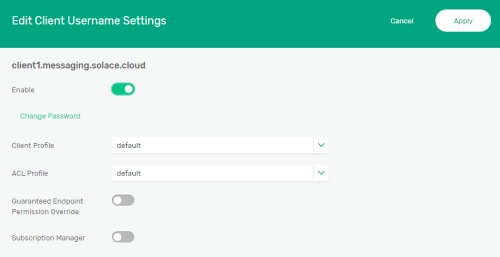 Edit Client Username Settings
Cancel
Apply
client1.messaging.solace.cloud
Enable
Change Password
Client Profile
default
ACL Profile
default
Guaranteed Endpoint
Permission Override
Subscription Manager